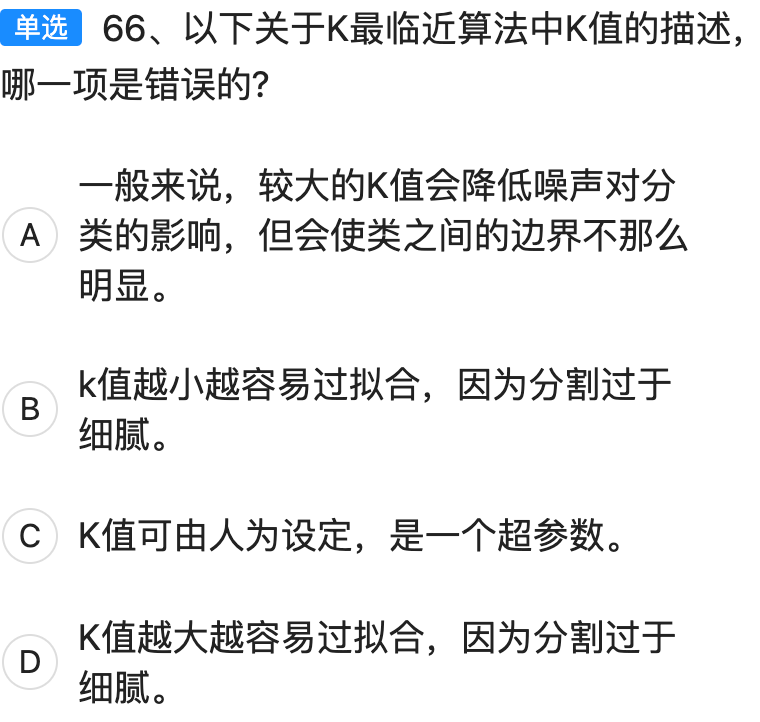 单选 66、以下关于K最临近算法中K值的描述，
哪一项是错误的?
A
一般来说，较大的K值会降低噪声对分
类的影响，但会使类之间的边界不那么
明显。
B
k值越小越容易过拟合，因为分割过于
细腻。
C
K值可由人为设定，是一个超参数。
D
K值越大越容易过拟合，因为分割过于
细腻。